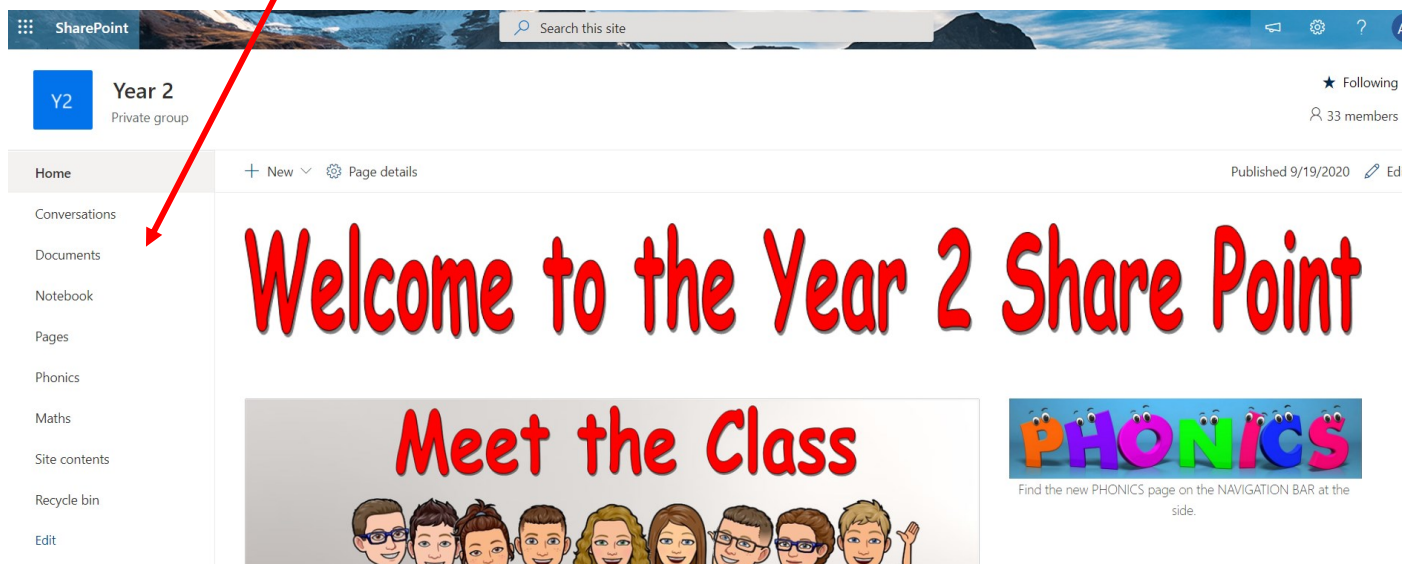 SharePoint
Search this site
?
A
Y2
Year 2
Private group
Following
33 members
Home
+ New
Page details
Published 9/19/2020
Ed
Conversations
Documents
Notebook
Pages
Phonics
Maths
Site contents
Recycle bin
Edit
Welcome to the Year 2 Share Point
Meet the Class
PHONICS
Find the new PHONICS page on the NAVIGATION BAR at the
side.